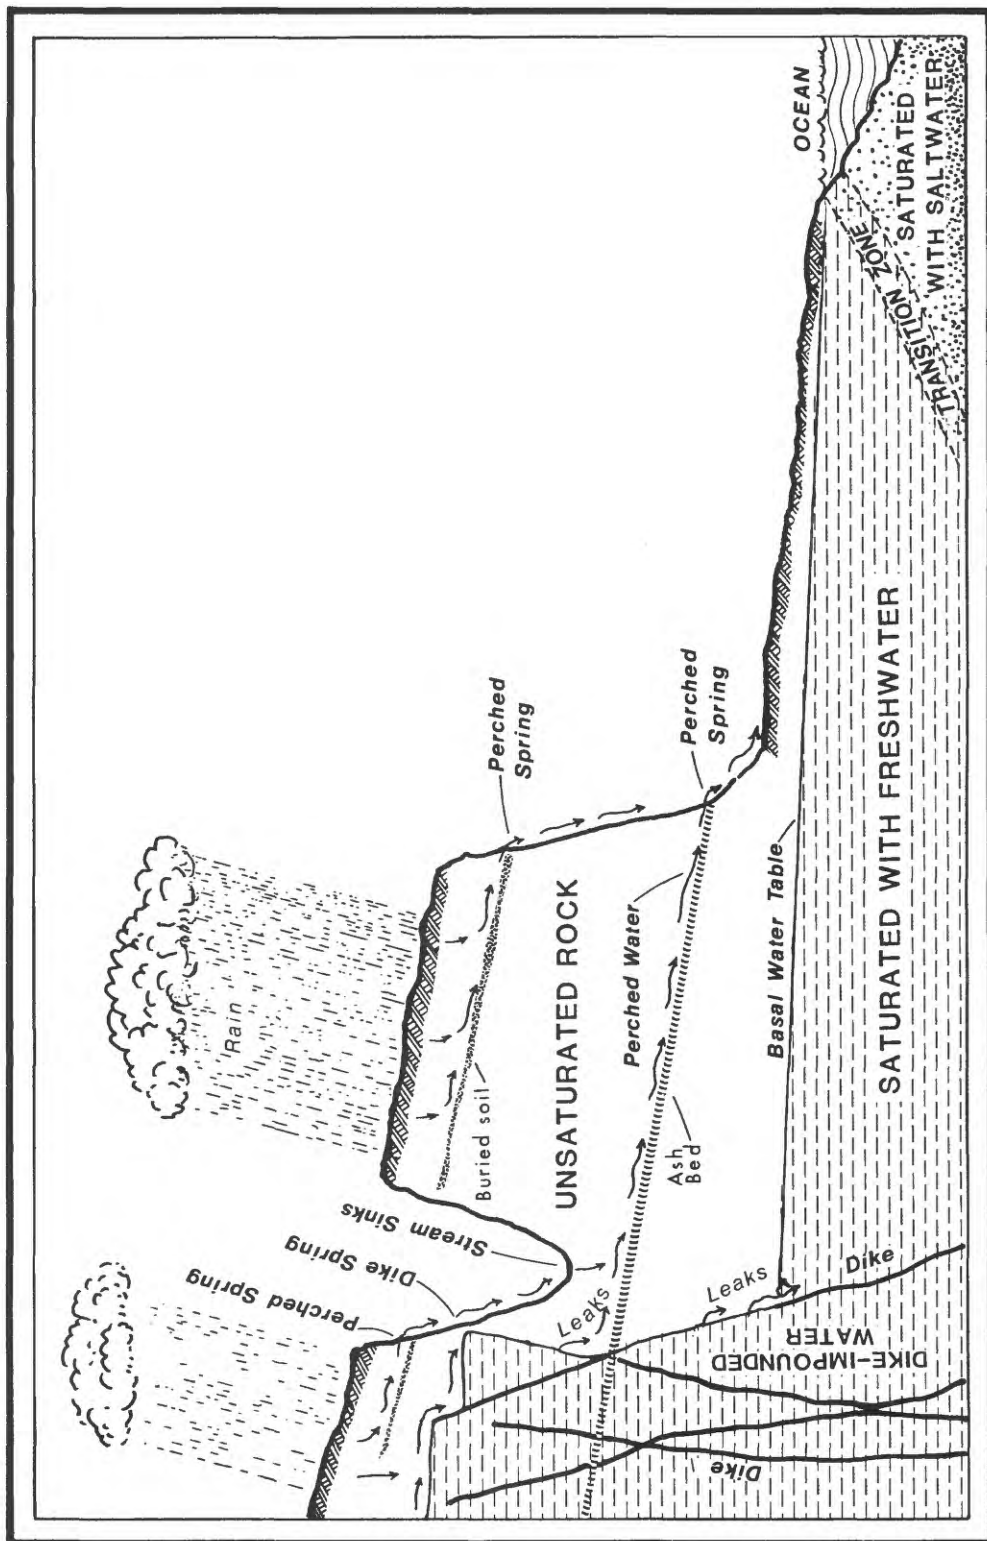 Rain
Perched Spring
Dike Spring
Stream Sinks
Buried soil
Perched
Spring
UNSATURATED ROCK
Leaks
Perched Water
Ash
Bed
Perched
Spring
Leaks
Basal Water Table
OCEAN
DIKE-IMPOUNDED
WATER
Dike
Dike
SATURATED WITH FRESHWATER
TRANSITION ZONE
SATURATED
WITH SALTWATER